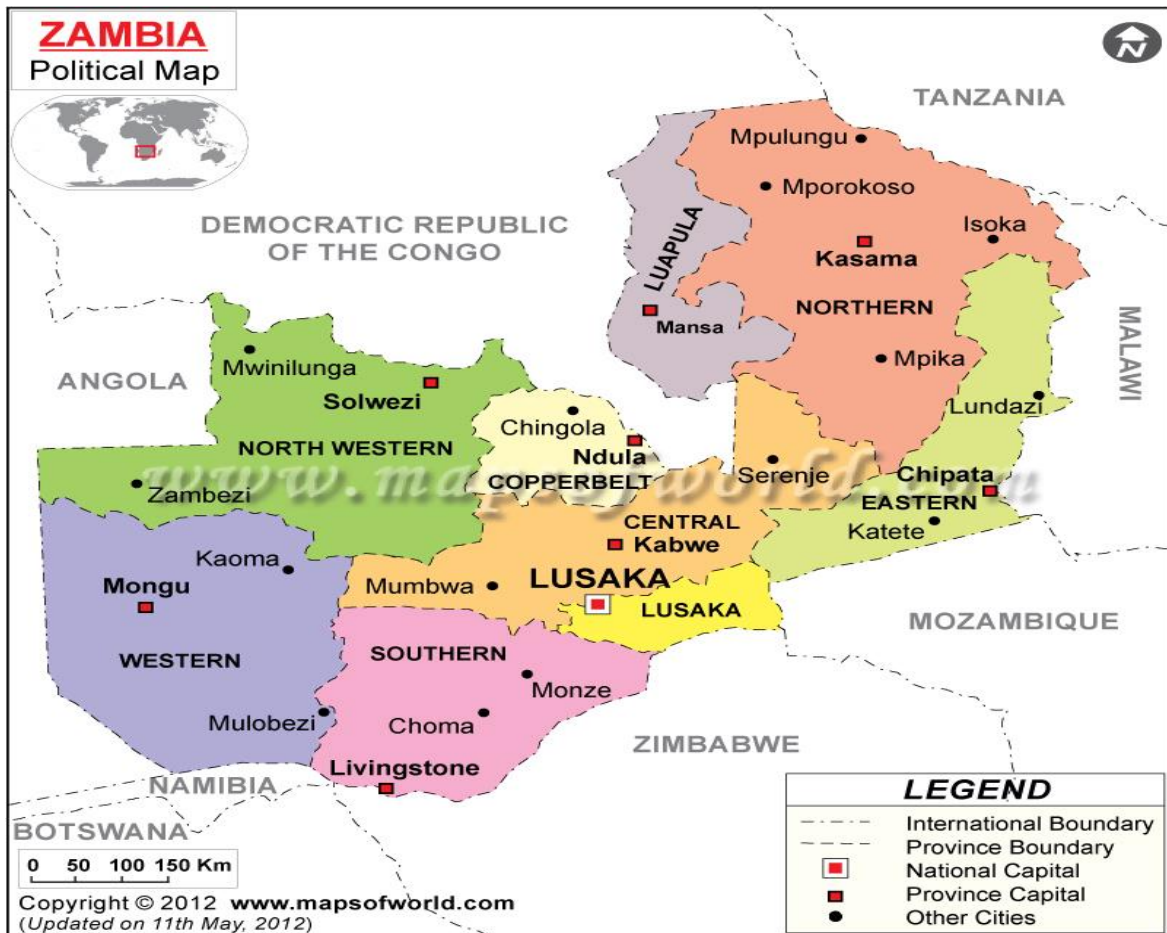 ZAMBIA
Political Map
N
TANZANIA
Mpulungu
Mporokoso
DEMOCRATIC REPUBLIC
OF THE CONGO
LUAPULA
Isoka
Kasama
NORTHERN
Mansa
MALAWI
Mwinilunga
Mpika
ANGOLA
Solwezi
Lundazi
Chingola
NORTH WESTERN
Ndula
Serenje
Chipata
www.mapsofworld.com
COPPERBELT
Zambezi
EASTERN
CENTRAL
Katete
Kabwe
Kaoma
Mumbwa
LUSAKA
Mongu
LUSAKA
MOZAMBIQUE
WESTERN
SOUTHERN
Monze
Mulobezi
Choma
ZIMBABWE
Livingstone
NAMIBIA
BOTSWANA
0 50 100 150 Km
Copyright © 2012 www.mapsofworld.com
(Updated on 11th May, 2012)
LEGEND
International Boundary
Province Boundary
National Capital
Province Capital
Other Cities